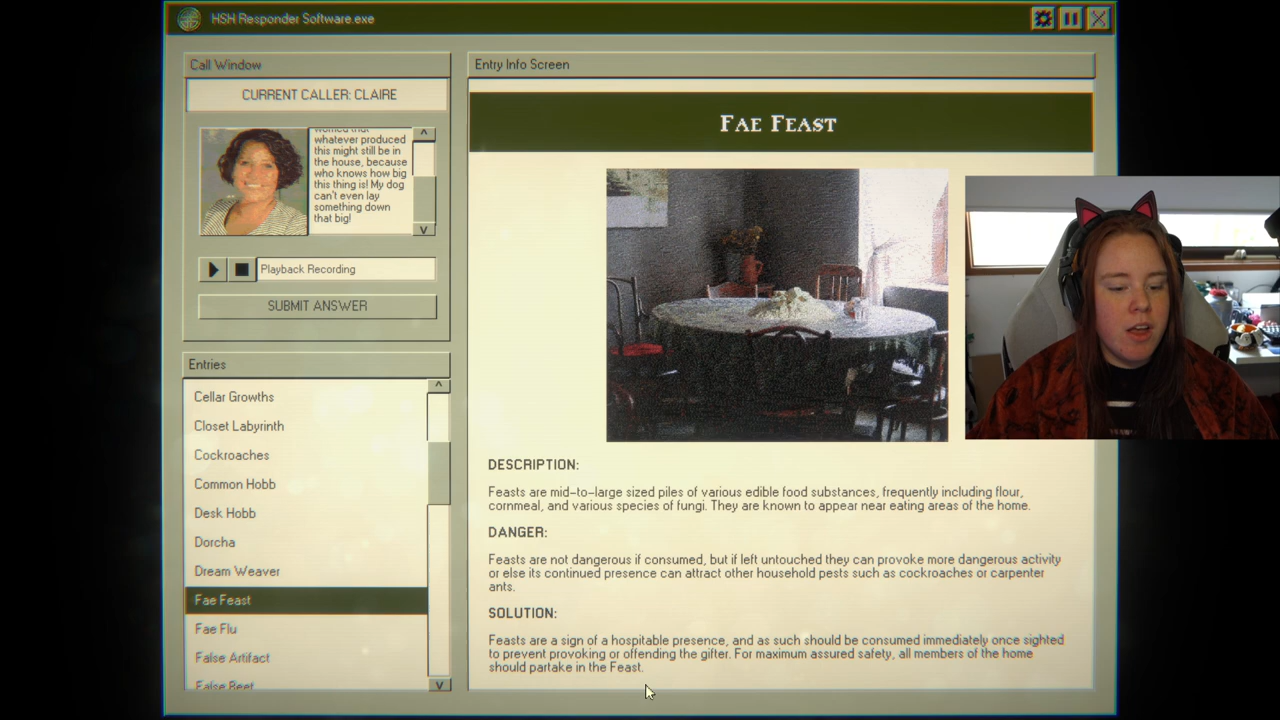 HSH Responder Software.exe
Call Window
CURRENT CALLER: CLAIRE
worried that
whatever produced
this might still be in
the house, because
who knows how big
this thing is! My dog
can't even lay
something down
that big!
Playback Recording
SUBMIT ANSWER
Entries
Cellar Growths
Closet Labyrinth
Cockroaches
Common Hobb
Desk Hobb
Dorcha
Dream Weaver
Fae Feast
Fae Flu
False Artifact
Entry Info Screen
FAE FEAST
DESCRIPTION:
Feasts are mid-to-large sized piles of various edible food substances, frequently including flour,
cornmeal, and various species of fungi. They are known to appear near eating areas of the home.
DANGER:
Feasts are not dangerous if consumed, but if left untouched they can provoke more dangerous activity
or else its continued presence can attract other household pests such as cockroaches or carpenter
ants.
SOLUTION:
Feasts are a sign of a hospitable presence, and as such should be consumed immediately once sighted
to prevent provoking or offending the gifter. For maximum assured safety, all members of the home
should partake in the Feast.